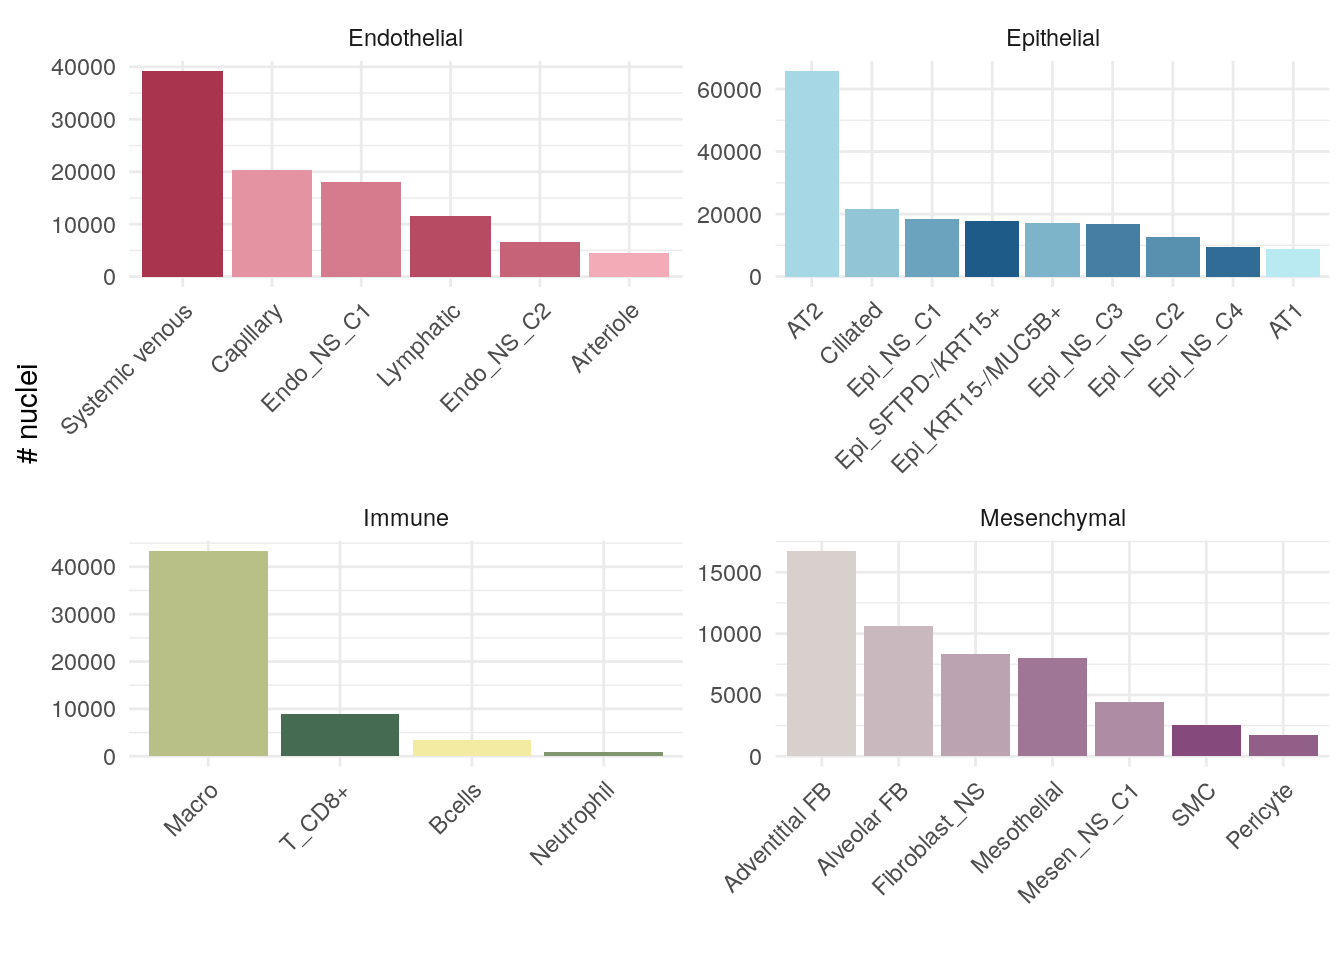 Endothelial
Epithelial
# nuclei
40000
30000
20000
10000
0
Systemic venous
Capillary
Endo_NS_C1
Lymphatic
Endo_NS_C2
Arteriole
60000
40000
20000
0
AT2
Ciliated
Epi_NS_C1
Epi_SFTPD-/KRT15+
Epi_KRT15-/MUC5B+
Epi_NS_C3
Epi_NS_C2
Epi_NS_C4
AT1
Immune
Mesenchymal
40000
30000
20000
10000
0
Macro
T_CD8+
Bcells
Neutrophil
15000
10000
5000
0
Adventitial FB
Alveolar FB
Fibroblast_NS
Mesothelial
Mesen_NS_C1
SMC
Pericyte